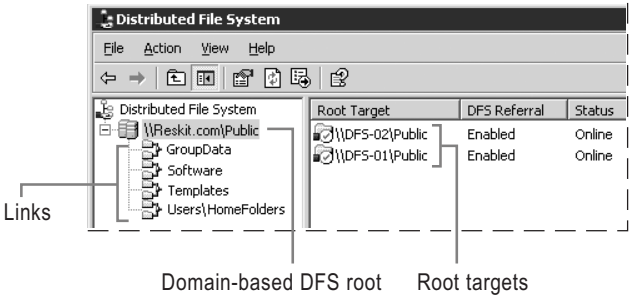 Distributed File System
File Action View Help
Distributed File System
\\Reskit.com\Public
GroupData
Software
Templates
Users\HomeFolders
Root Target DFS Referral Status
\\DFS-02\Public Enabled Online
\\DFS-01\Public Enabled Online
Links
Domain-based DFS root
Root targets